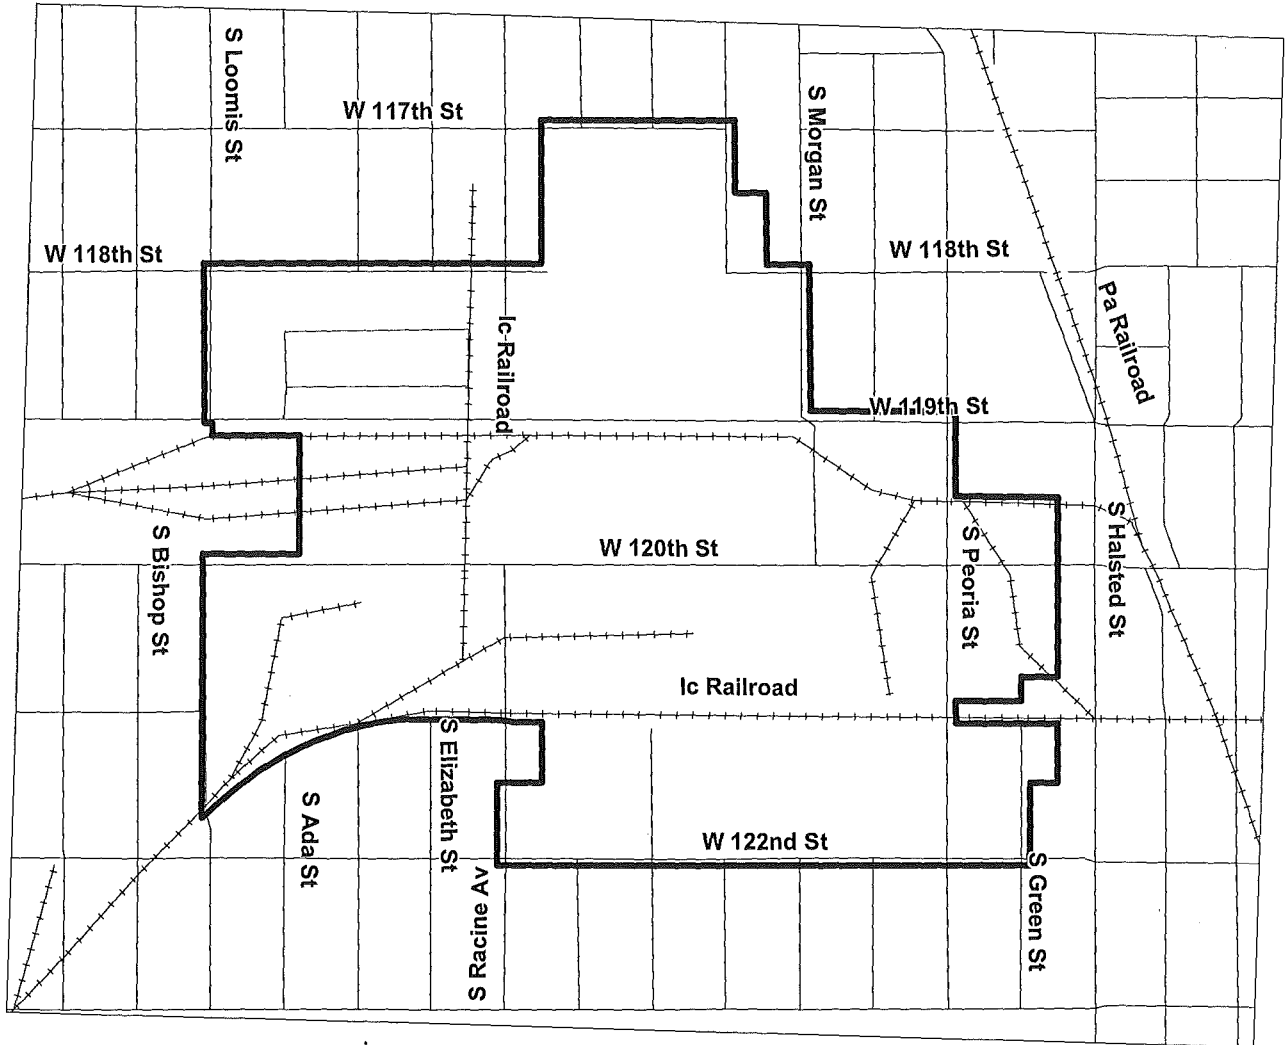 S Loomis St
W 117th St
S Morgan St
W 118th St
W 118th St
Pa Railroad
Ic Railroad
W 119th St
S Halsted St
S Bishop St
W 120th St
S Peoria St
Ic Railroad
S Elizabeth St
S Ada St
W 122nd St
S Racine Av
S Green St